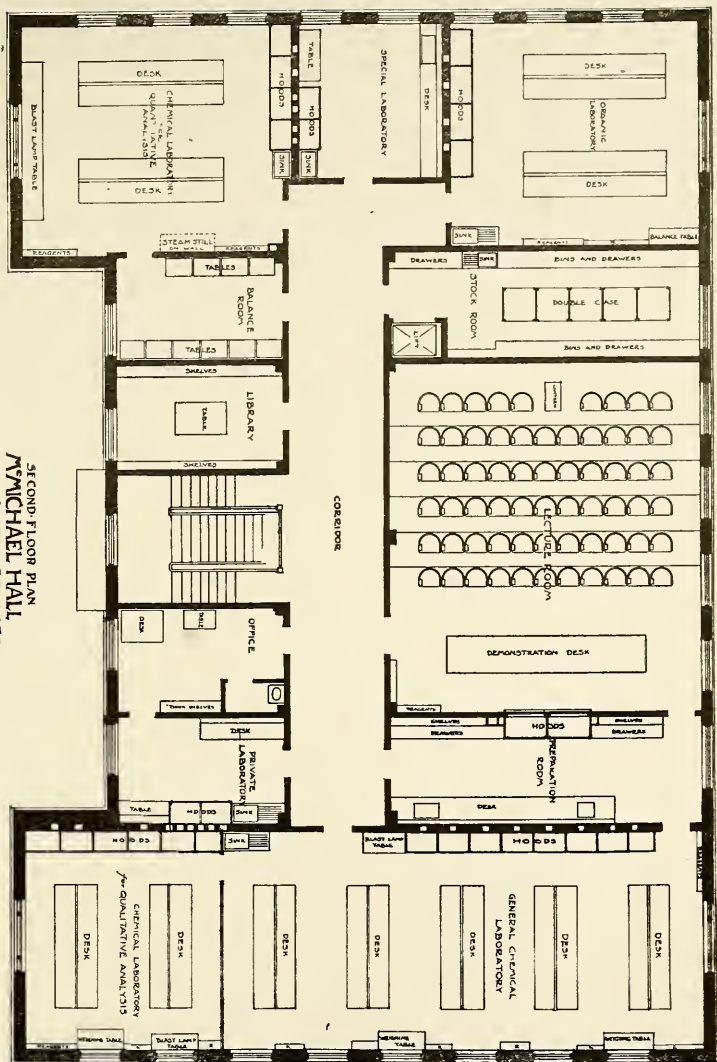 DESK
CHEMICAL LABORATORY
for
QUANTITATIVE
ANALYSIS
DESK
BLAST LAMP TABLE
REAGENTS
STEAM STILL
ON WALL
REAGENTS
HOODS
SINK
TABLE
HOODS
SINK
SPECIAL LABORATORY
DESK
HOODS
DESK
ORGANIC
LABORATORY
DESK
SINK
REAGENTS
BALANCE TABLE
TABLES
BALANCE
ROOM
TABLES
DRAWERS
SINK
BINS AND DRAWERS
STOCK ROOM
DOUBLE CASE
LIFT
BINS AND DRAWERS
SHELVES
LIBRARY
TABLE
SHELVES
CORRIDOR
LANTERN
LECTURE ROOM
DEMONSTRATION DESK
REAGENTS
OFFICE
TABLE
DESK
BOOK SHELVES
DESK
PRIVATE
LABORATORY
TABLE
HOODS
SINK
SHELVES
DRAWERS
HOODS
SHELVES
DRAWERS
PREPARATION
ROOM
DESK
HOODS
SINK
BLAST LAMP
TABLE
HOODS
DESK
DESK
CHEMICAL LABORATORY
for QUALITATIVE ANALYSIS
REAGENTS
WEIGHING TABLE
R
BLAST LAMP
TABLE
R
DESK
DESK
DESK
DESK
DESK
GENERAL CHEMICAL
LABORATORY
R
WEIGHING
TABLE
R
R
WEIGHING TABLE
SECOND-FLOOR PLAN
McMICHAEL HALL